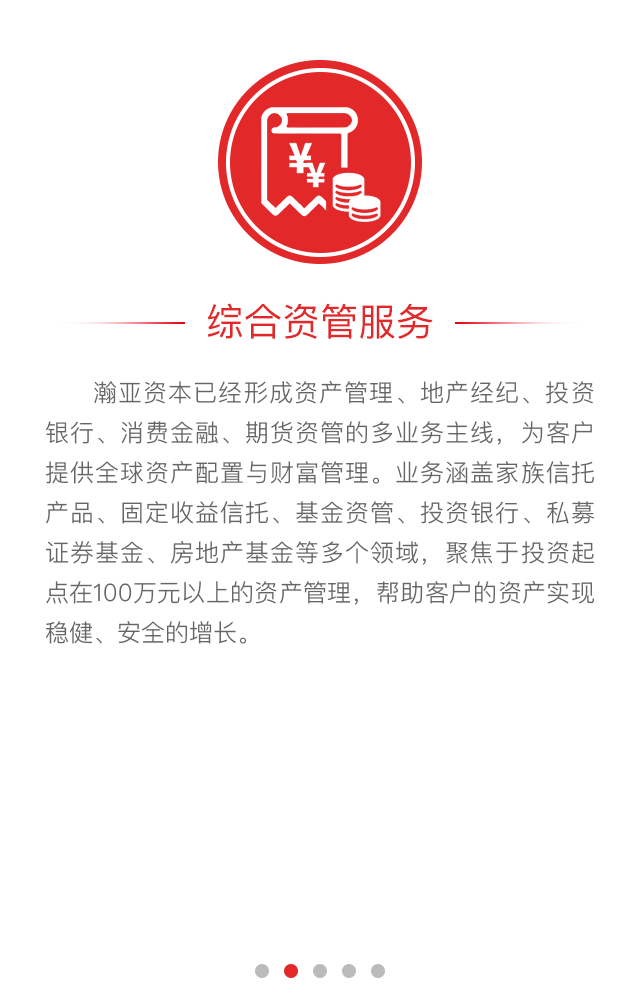 ¥
¥
综合资管服务
瀚亚资本已经形成资产管理、地产经纪、投资
银行、消费金融、期货资管的多业务主线，为客户
提供全球资产配置与财富管理。业务涵盖家族信托
产品、固定收益信托、基金资管、投资银行、私募
证券基金、房地产基金等多个领域，聚焦于投资起
点在100万元以上的资产管理，帮助客户的资产实现
稳健、安全的增长。